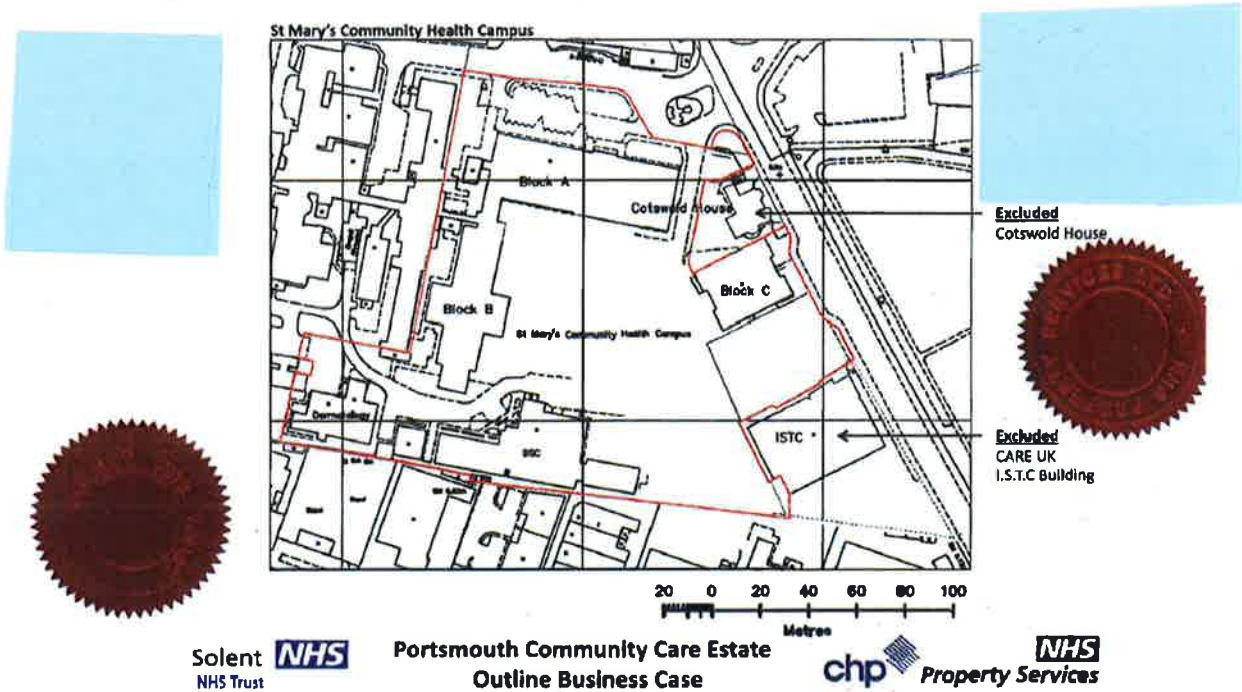 St Mary's Community Health Campus
Block A
Cotswold House
Excluded
Cotswold House
Block C
Block B
St Mary's Community Health Campus
Dermatology
ISTC
Excluded
CARE UK
I.S.T.C Building
20 0 20 40 60 80 100
Metres
Solent NHS
NHS Trust
Portsmouth Community Care Estate
Outline Business Case
chp
NHS
Property Services